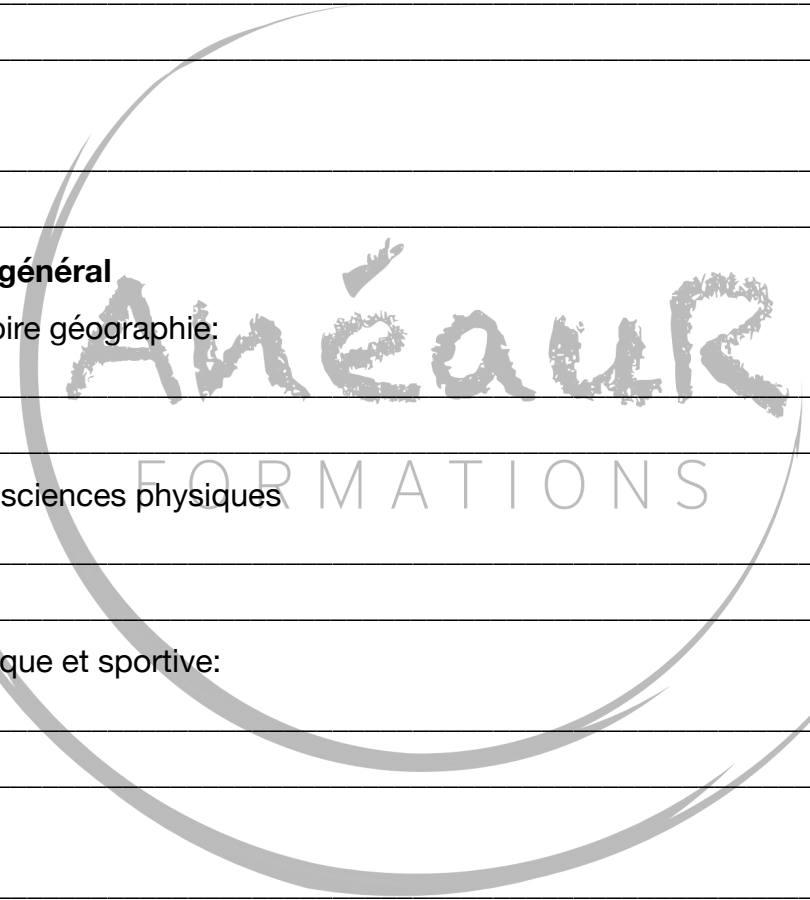 général
oire géographie:
AnéauR
FORMATIONS
sciences physiques
que et sportive: